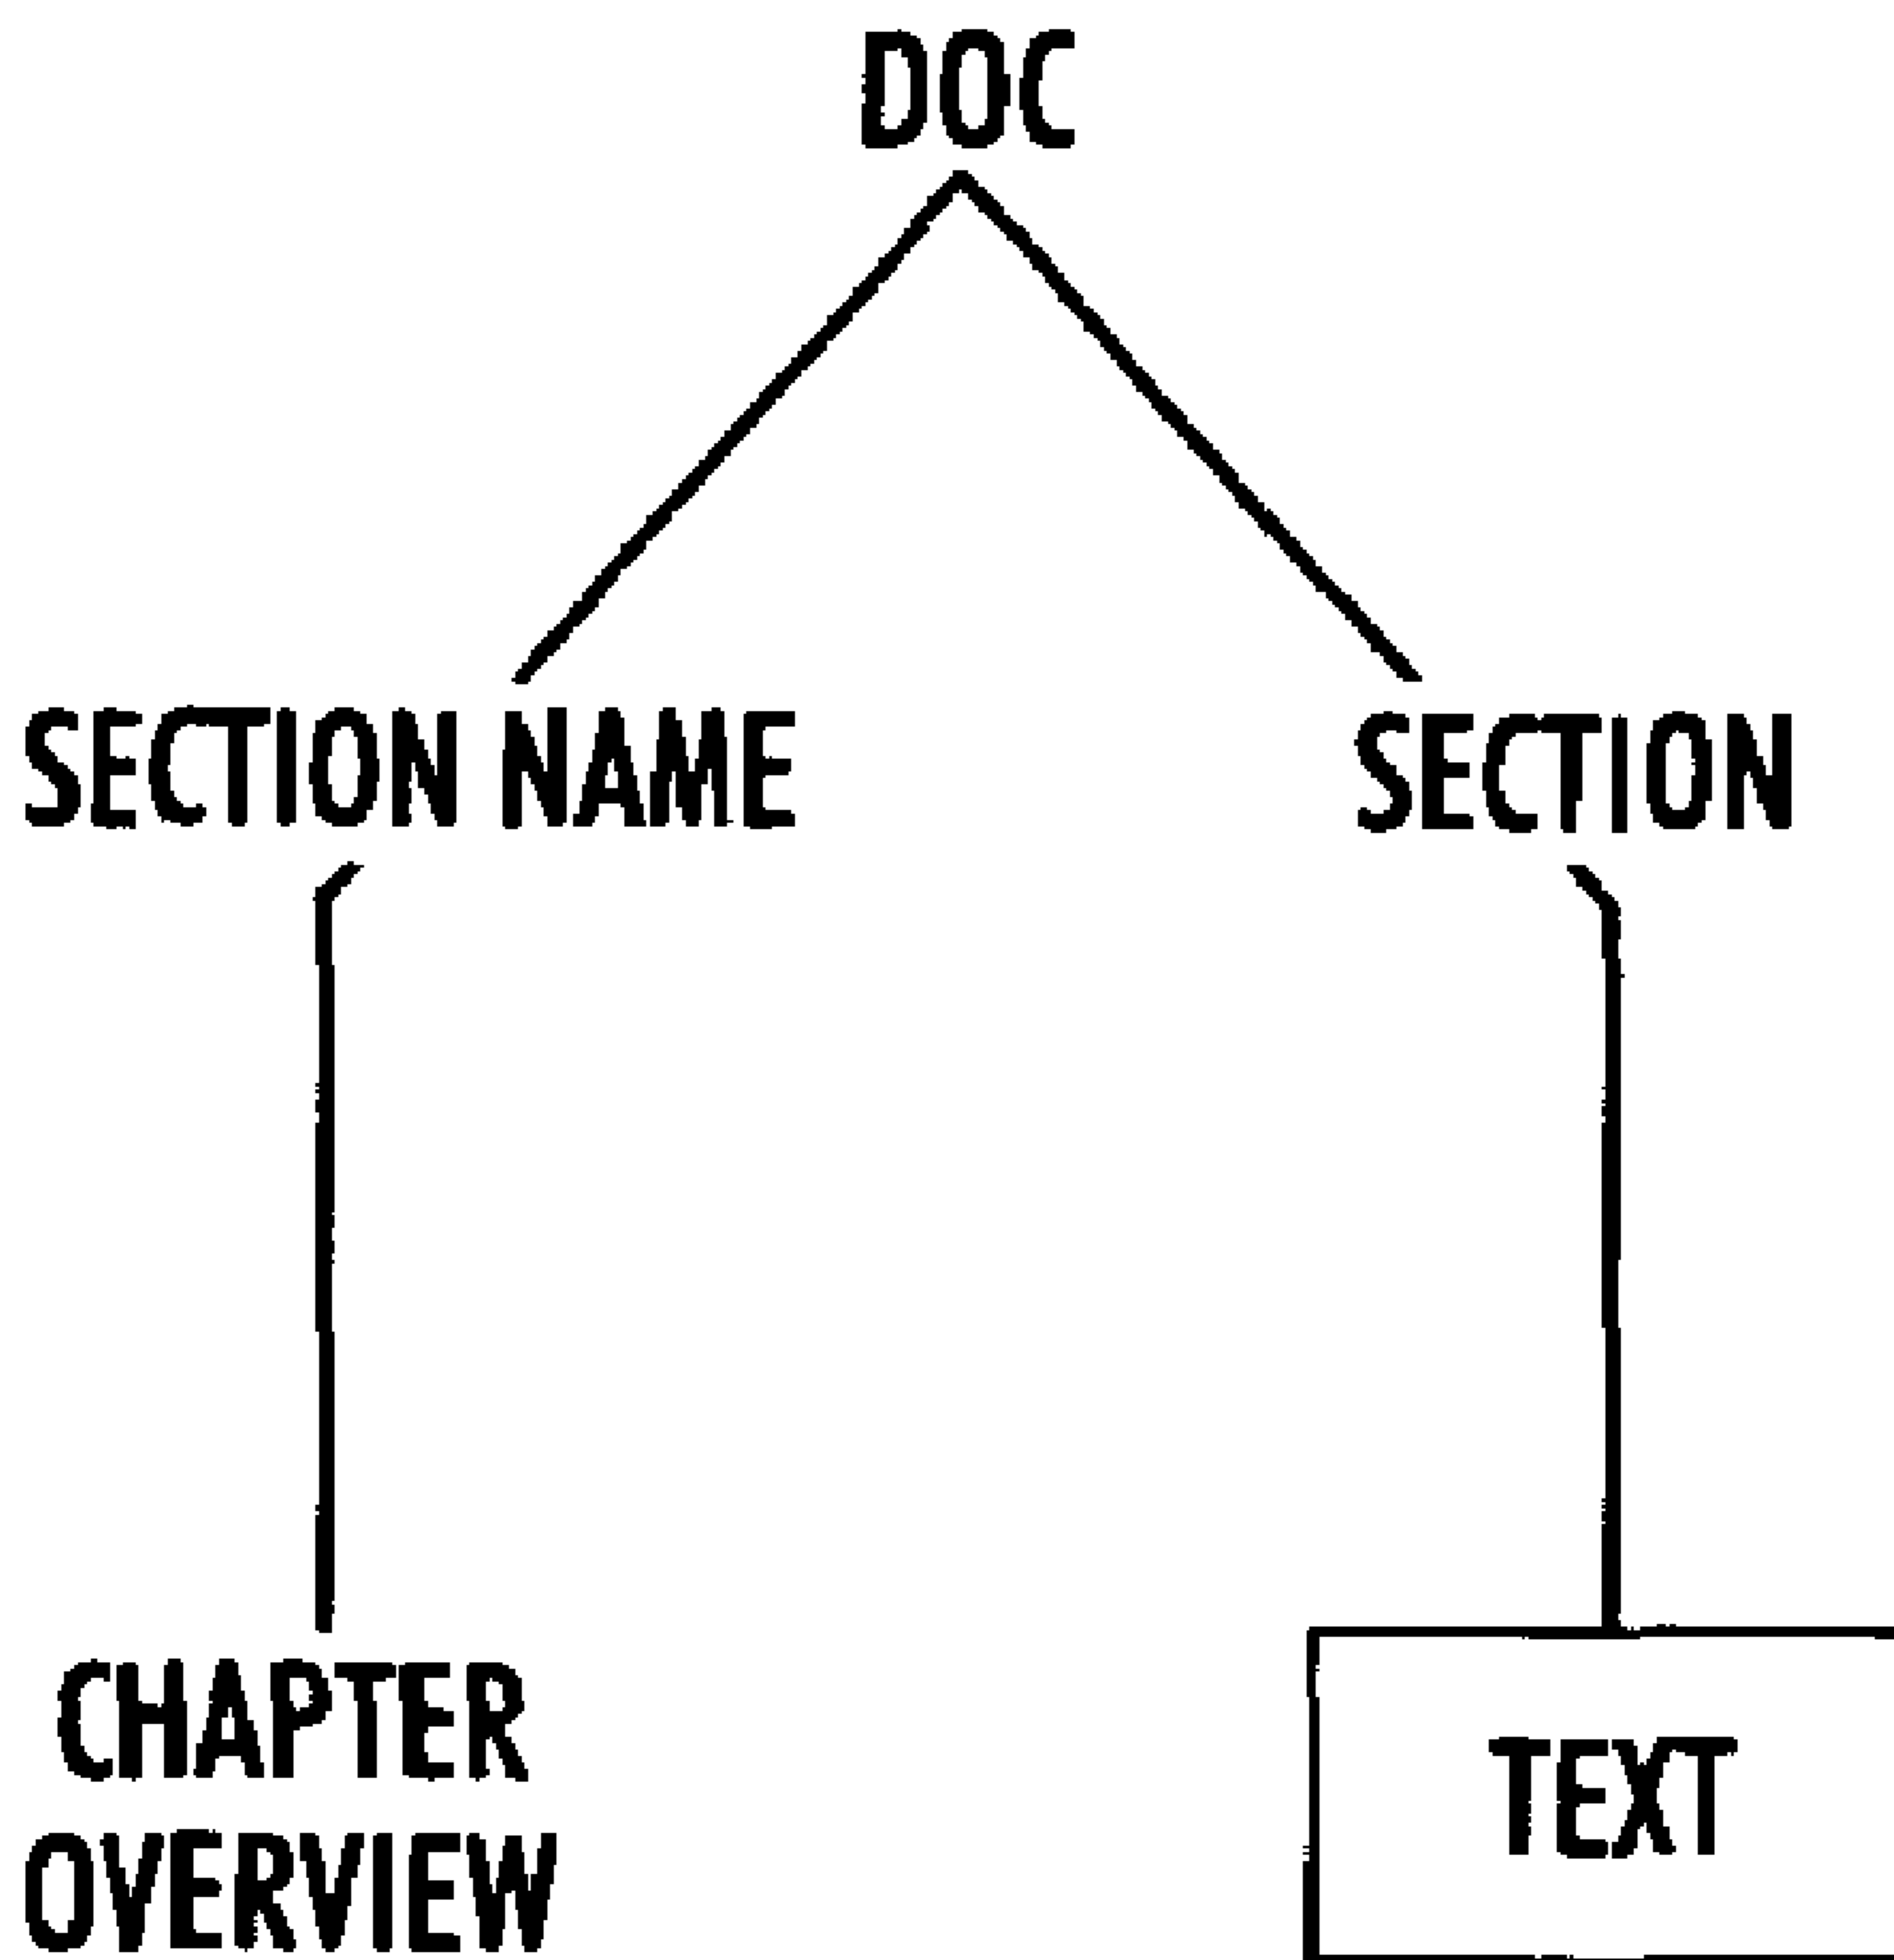 DOC
SECTION NAME
SECTION
CHAPTER
OVERVIEW
TEXT